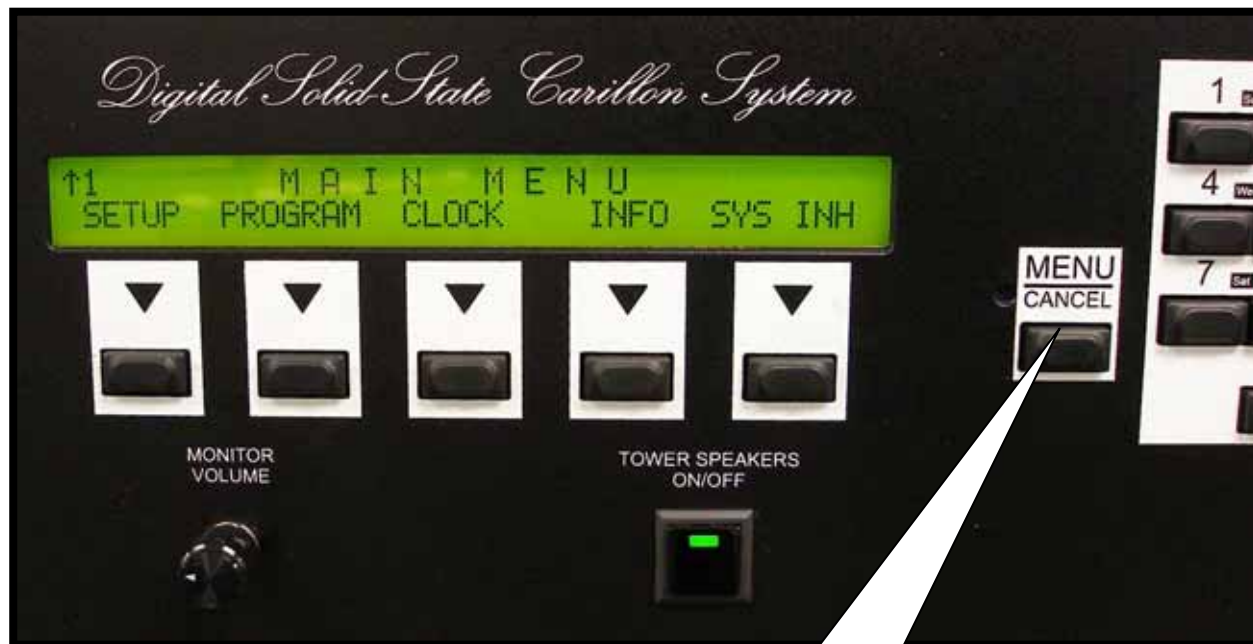 Digital Solid-State Carillon System
↑1 MAIN MENU
SETUP PROGRAM CLOCK INFO SYS INH
MENU
CANCEL
1
4
7 Sat
MONITOR
VOLUME
TOWER SPEAKERS
ON/OFF